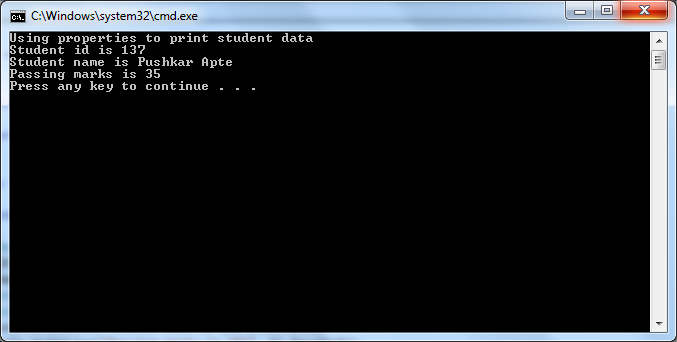 C:\Windows\system32\cmd.exe
Using properties to print student data
Student id is 137
Student name is Pushkar Apte
Passing marks is 35
Press any key to continue . . .